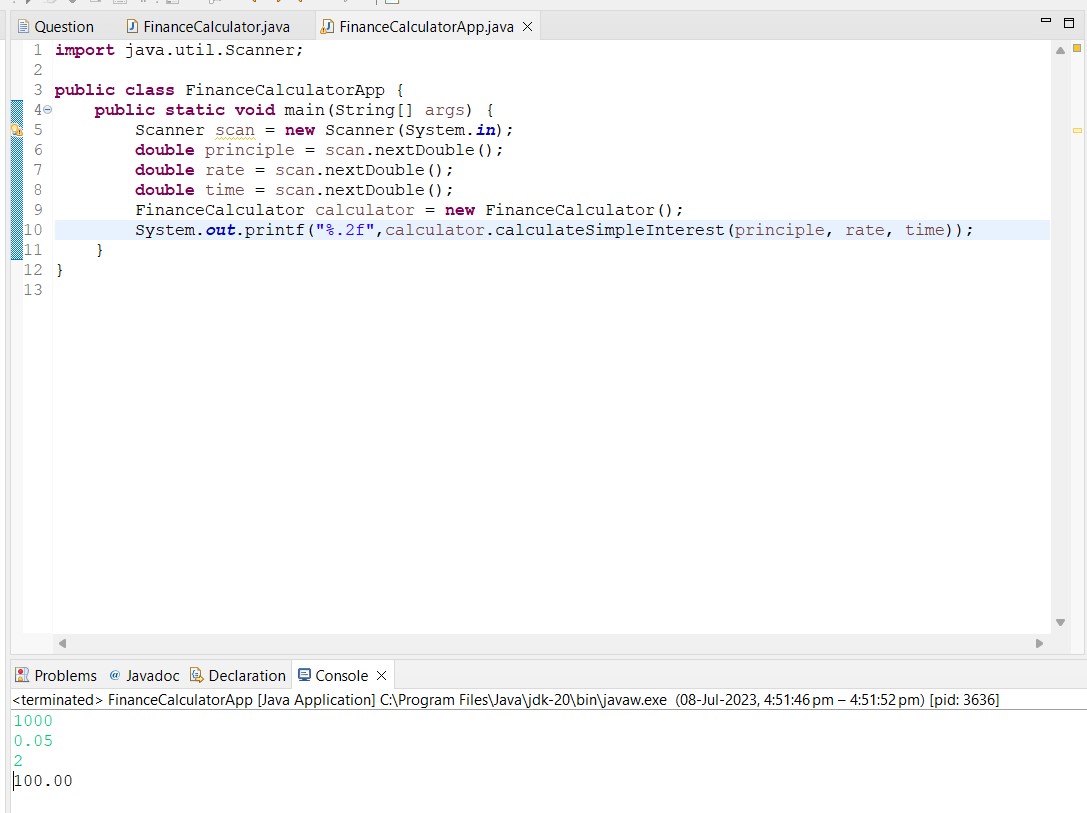 Question FinanceCalculator.java FinanceCalculatorApp.java
1 import java.util.Scanner;
2
3 public class FinanceCalculatorApp {
4 public static void main(String[] args) {
5 Scanner scan = new Scanner(System.in);
6 double principle = scan.nextDouble();
7 double rate = scan.nextDouble();
8 double time = scan.nextDouble();
9 FinanceCalculator calculator = new FinanceCalculator();
10 System.out.printf("%.2f",calculator.calculateSimpleInterest(principle, rate, time));
11 }
12 }
13
Problems @ Javadoc Declaration Console
<terminated> FinanceCalculatorApp [Java Application] C:\Program Files\Java\jdk-20\bin\javaw.exe (08-Jul-2023, 4:51:46 pm – 4:51:52 pm) [pid: 3636]
1000
0.05
2
100.00